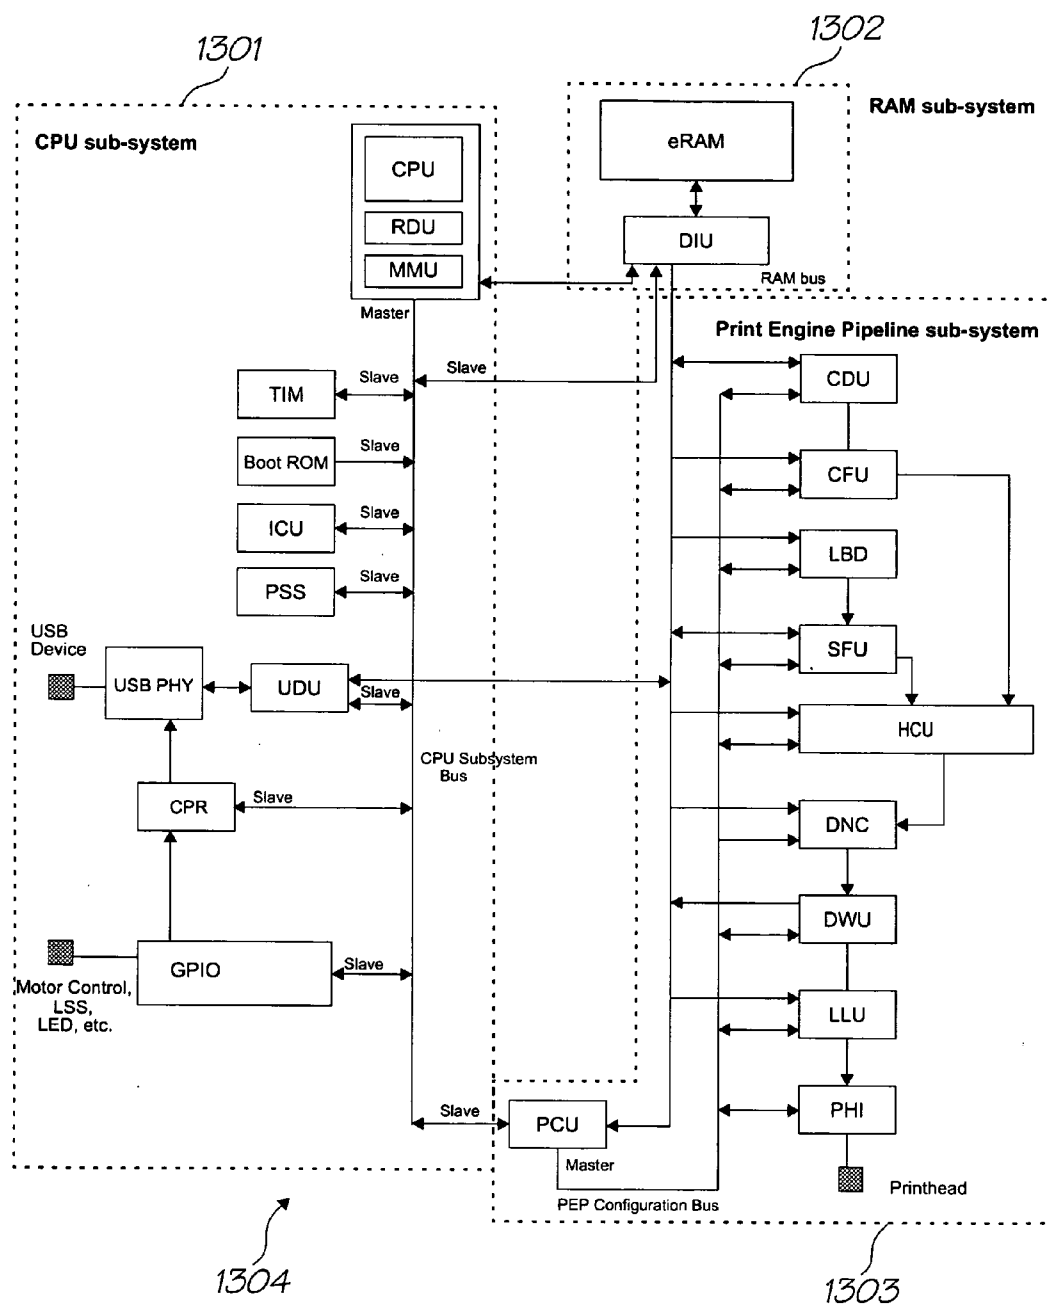 1301
1302
CPU sub-system
RAM sub-system
CPU
RDU
MMU
Master
eRAM
DIU
RAM bus
Print Engine Pipeline sub-system
Slave
TIM
Slave
Boot ROM
Slave
ICU
Slave
PSS
Slave
USB
Device
USB PHY
UDU
Slave
CPU Subsystem
Bus
CPR
Slave
GPIO
Slave
Motor Control,
LSS,
LED, etc.
CDU
CFU
LBD
SFU
HCU
DNC
DWU
LLU
PHI
Slave
PCU
Master
PEP Configuration Bus
Printhead
1304
1303